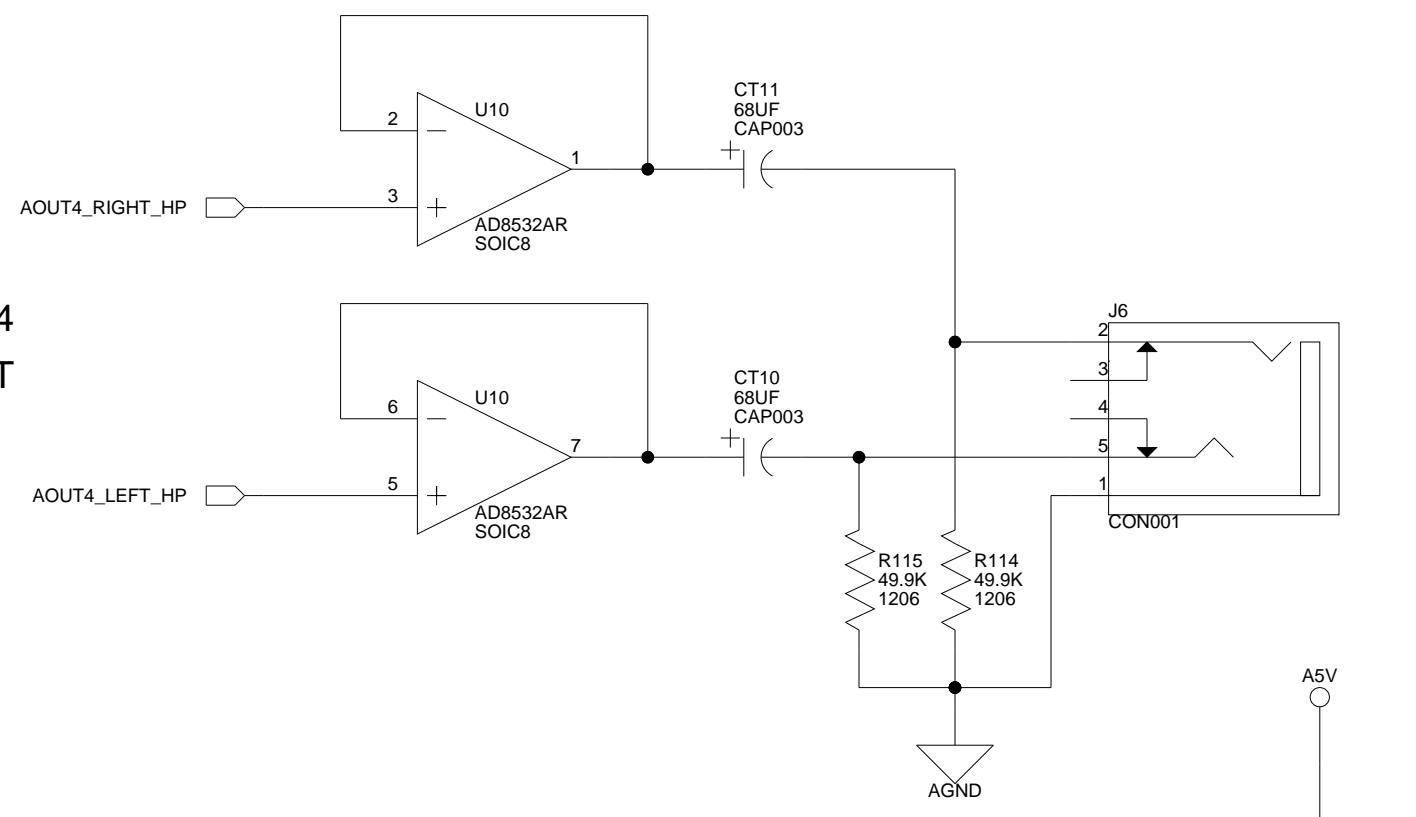 CT11
68UF
CAP003
U10
2
1
3
AOUT4_RIGHT_HP
AD8532AR
SOIC8
4
T
U10
6
7
5
AOUT4_LEFT_HP
AD8532AR
SOIC8
CT10
68UF
CAP003
J6
2
3
4
5
1
CON001
R115
49.9K
1206
R114
49.9K
1206
AGND
A5V